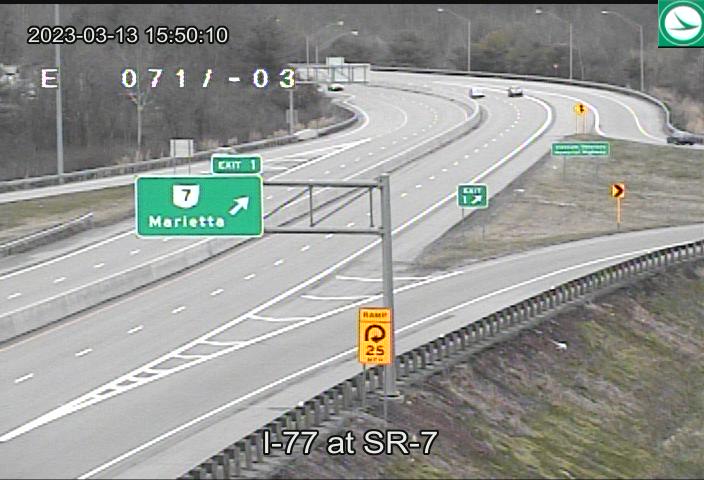 2023-03-13 15:50:10
E 071/-03
EXIT 1
7
Marietta
EXIT
1
RAMP
25
MPH
I-77 at SR-7